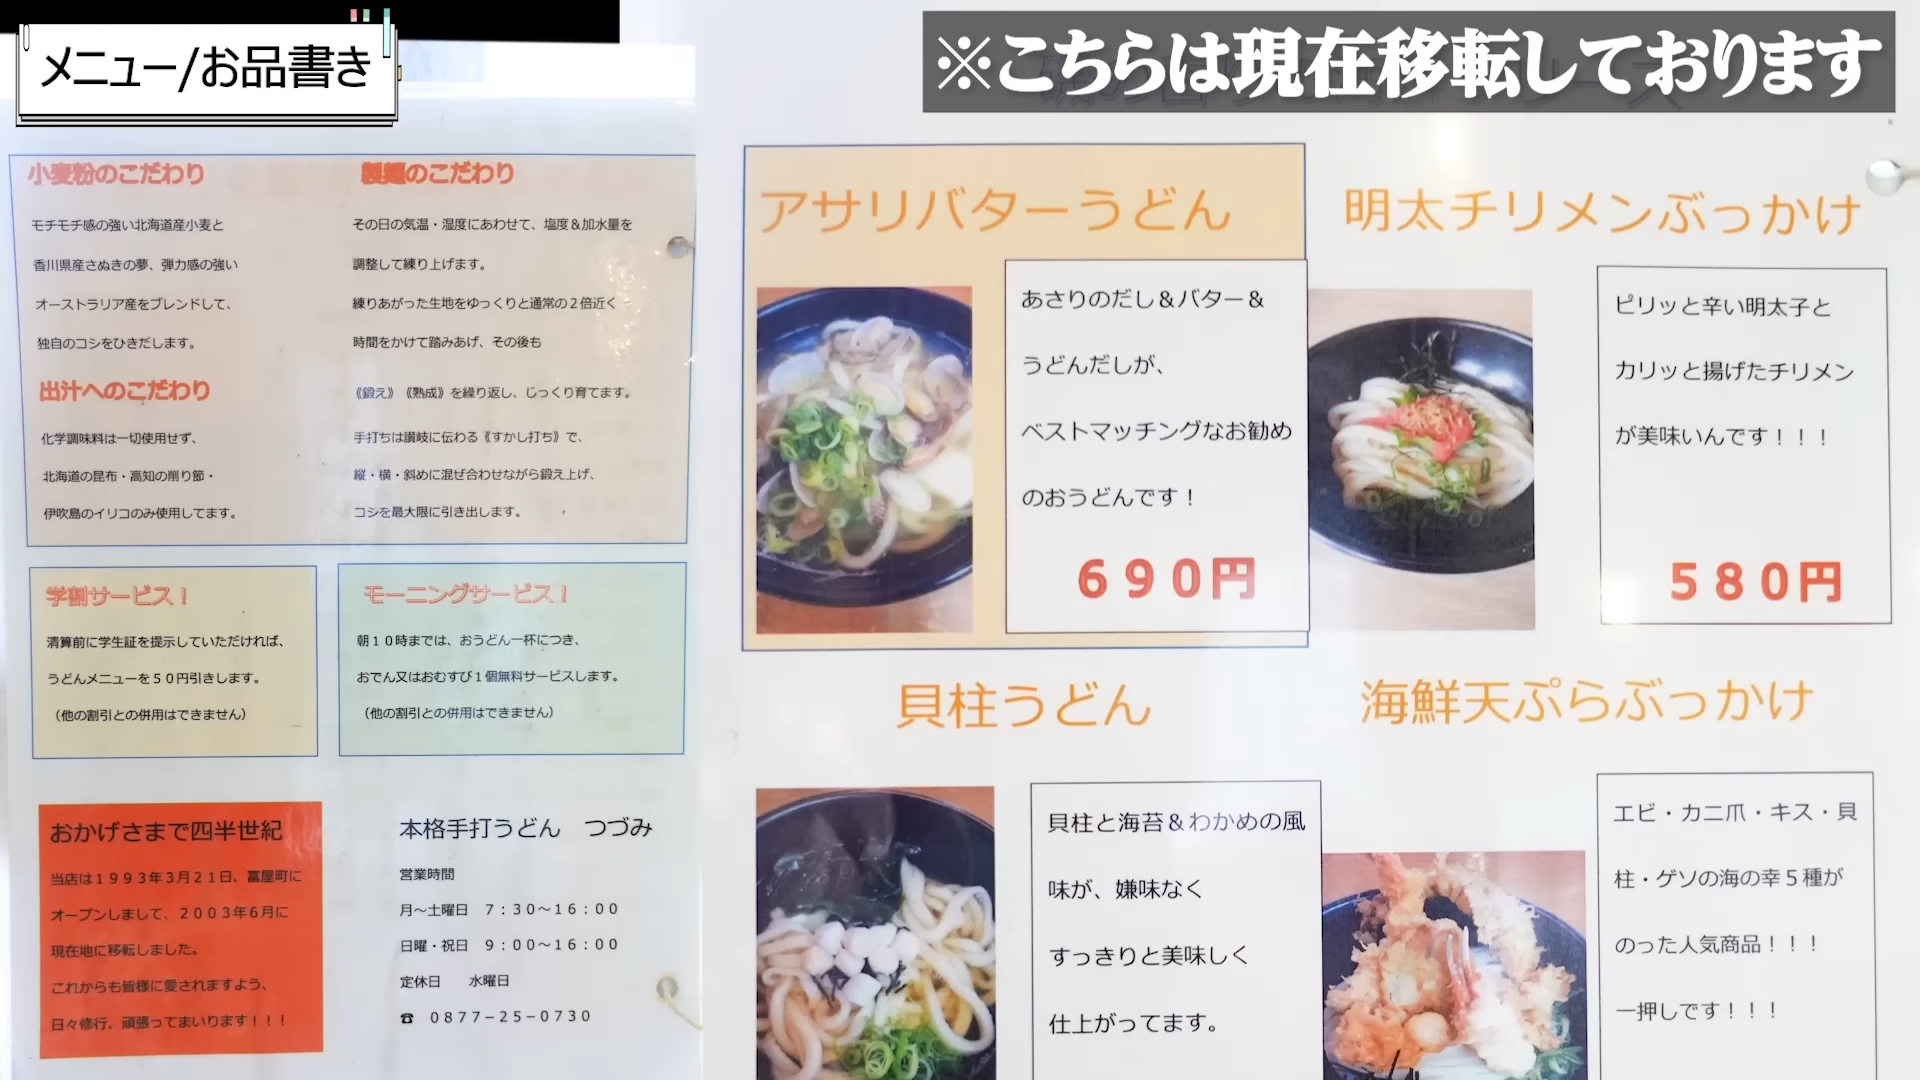 メニュー/お品書き
※こちらは現在移転しております
小麦粉のこだわり
モチモチ感の強い北海道産小麦と
香川県産さぬきの夢、弾力感の強い
オーストラリア産をブレンドして、
独自のコシをひきだします。
出汁へのこだわり
化学調味料は一切使用せず、
北海道の昆布・高知の削り節・
伊吹島のイリコのみ使用してます。
製麺のこだわり
その日の気温・湿度にあわせて、塩度&加水量を
調整して練り上げます。
練りあがった生地をゆっくりと通常の2倍近く
時間をかけて踏みあげ、その後も
《鍛え》《熟成》を繰り返し、じっくり育てます。
手打ちは讃岐に伝わる《すかし打ち》で、
縦・横・斜めに混ぜ合わせながら鍛え上げ、
コシを最大限に引き出します。
学割サービス!
清算前に学生証を提示していただければ、
うどんメニューを50円引きします。
(他の割引との併用はできません)
モーニングサービス!
朝10時までは、おうどん一杯につき、
おでん又はおむすび1個無料サービスします。
(他の割引との併用はできません)
おかげさまで四半世紀
当店は1993年3月21日、富屋町に
オープンしまして、2003年6月に
現在地に移転しました。
これからも皆様に愛されますよう、
日々修行、頑張ってまいります!!!
本格手打うどん つづみ
営業時間
月〜土曜日 7:30〜16:00
日曜・祝日 9:00〜16:00
定休日 水曜日
☎ 0877−25−0730
アサリバターうどん
あさりのだし&バター&
うどんだしが、
ベストマッチングなお勧め
のおうどんです!
690円
明太チリメンぶっかけ
ピリッと辛い明太子と
カリッと揚げたチリメン
が美味いんです!!!
580円
貝柱うどん
貝柱と海苔&わかめの風
味が、嫌味なく
すっきりと美味しく
仕上がってます。
海鮮天ぷらぶっかけ
エビ・カニ爪・キス・貝
柱・ゲソの海の幸5種が
のった人気商品!!!
一押しです!!!